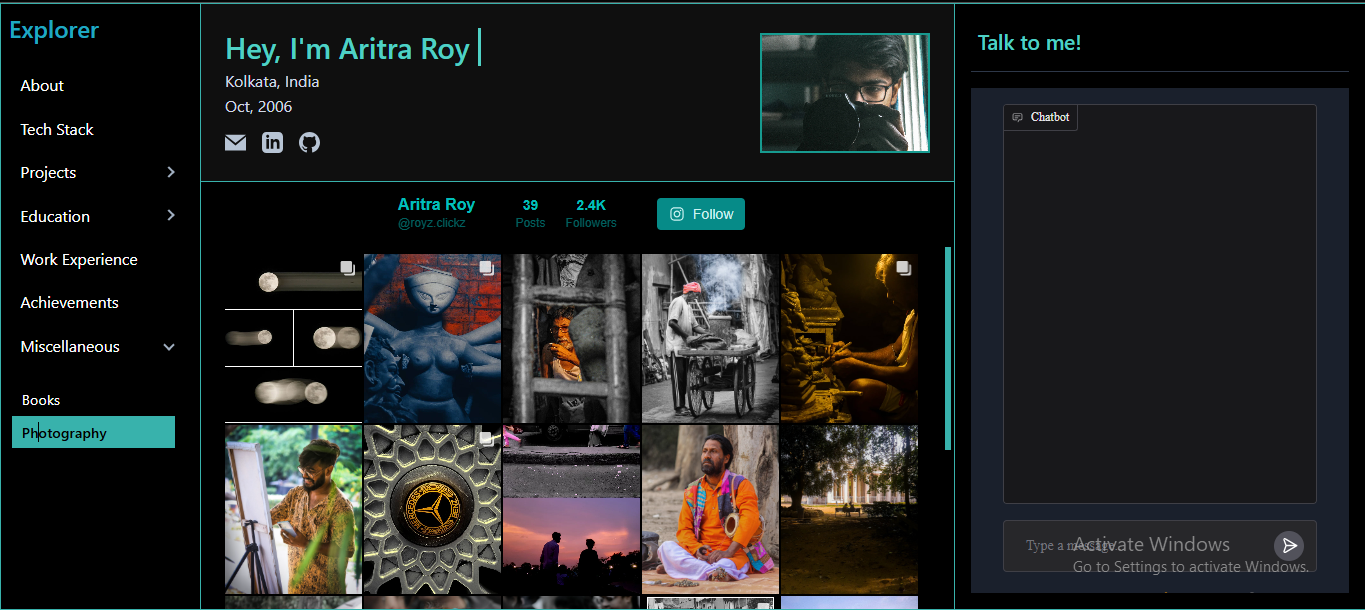 Explorer
About
Tech Stack
Projects
Education
Work Experience
Achievements
Miscellaneous
Books
Photography
Hey, I'm Aritra Roy
Kolkata, India
Oct, 2006
Aritra Roy
@royz.clickz
39
Posts
2.4K
Followers
Follow
Talk to me!
Chatbot
Type a message...
Activate Windows
Go to Settings to activate Windows.